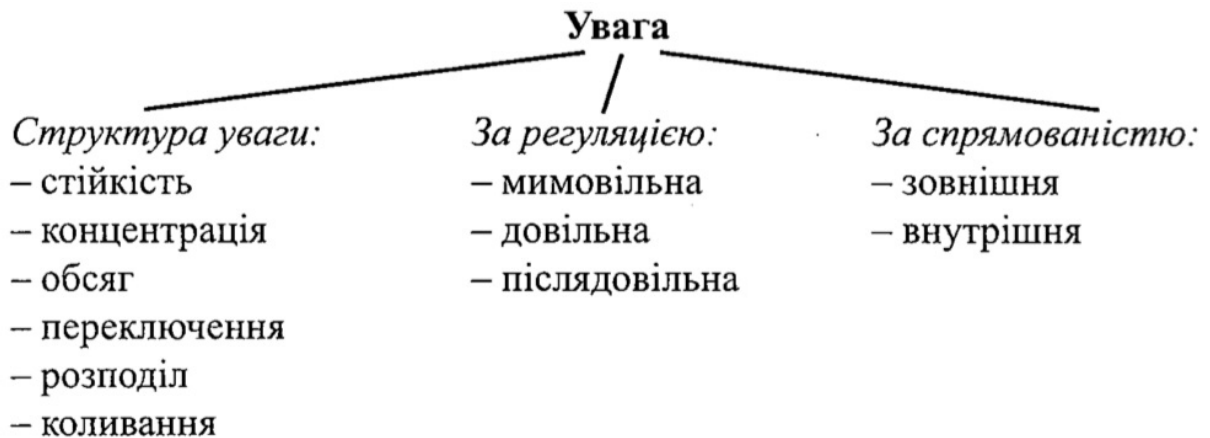 Увага
Структура уваги:
– стійкість
– концентрація
– обсяг
– переключення
– розподіл
– коливання
За регуляцією:
– мимовільна
– довільна
– післядовільна
За спрямованістю:
– зовнішня
– внутрішня